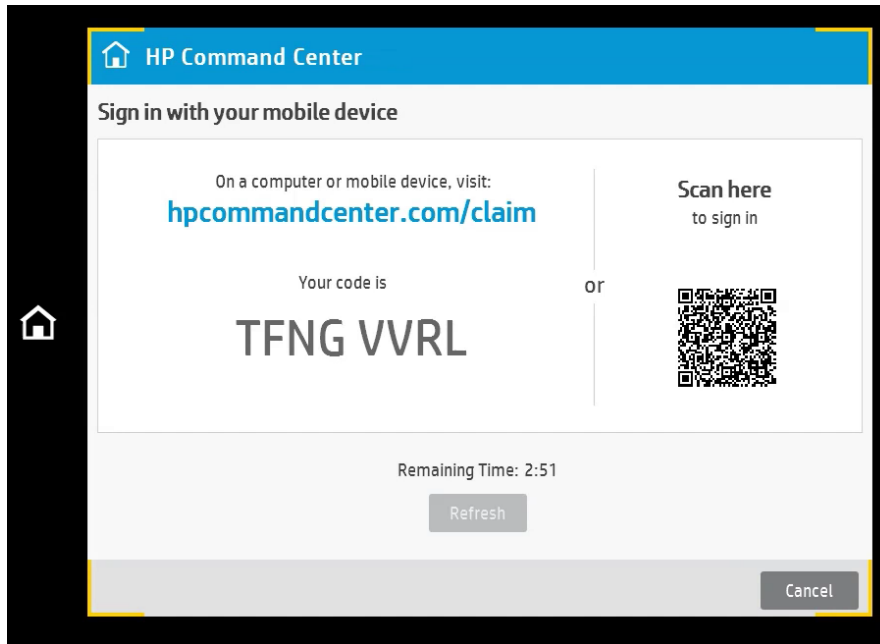 HP Command Center
Sign in with your mobile device
On a computer or mobile device, visit:
hpcommandcenter.com/claim
Your code is
TFNG VVRL
or
Scan here
to sign in
Remaining Time: 2:51
Refresh
Cancel